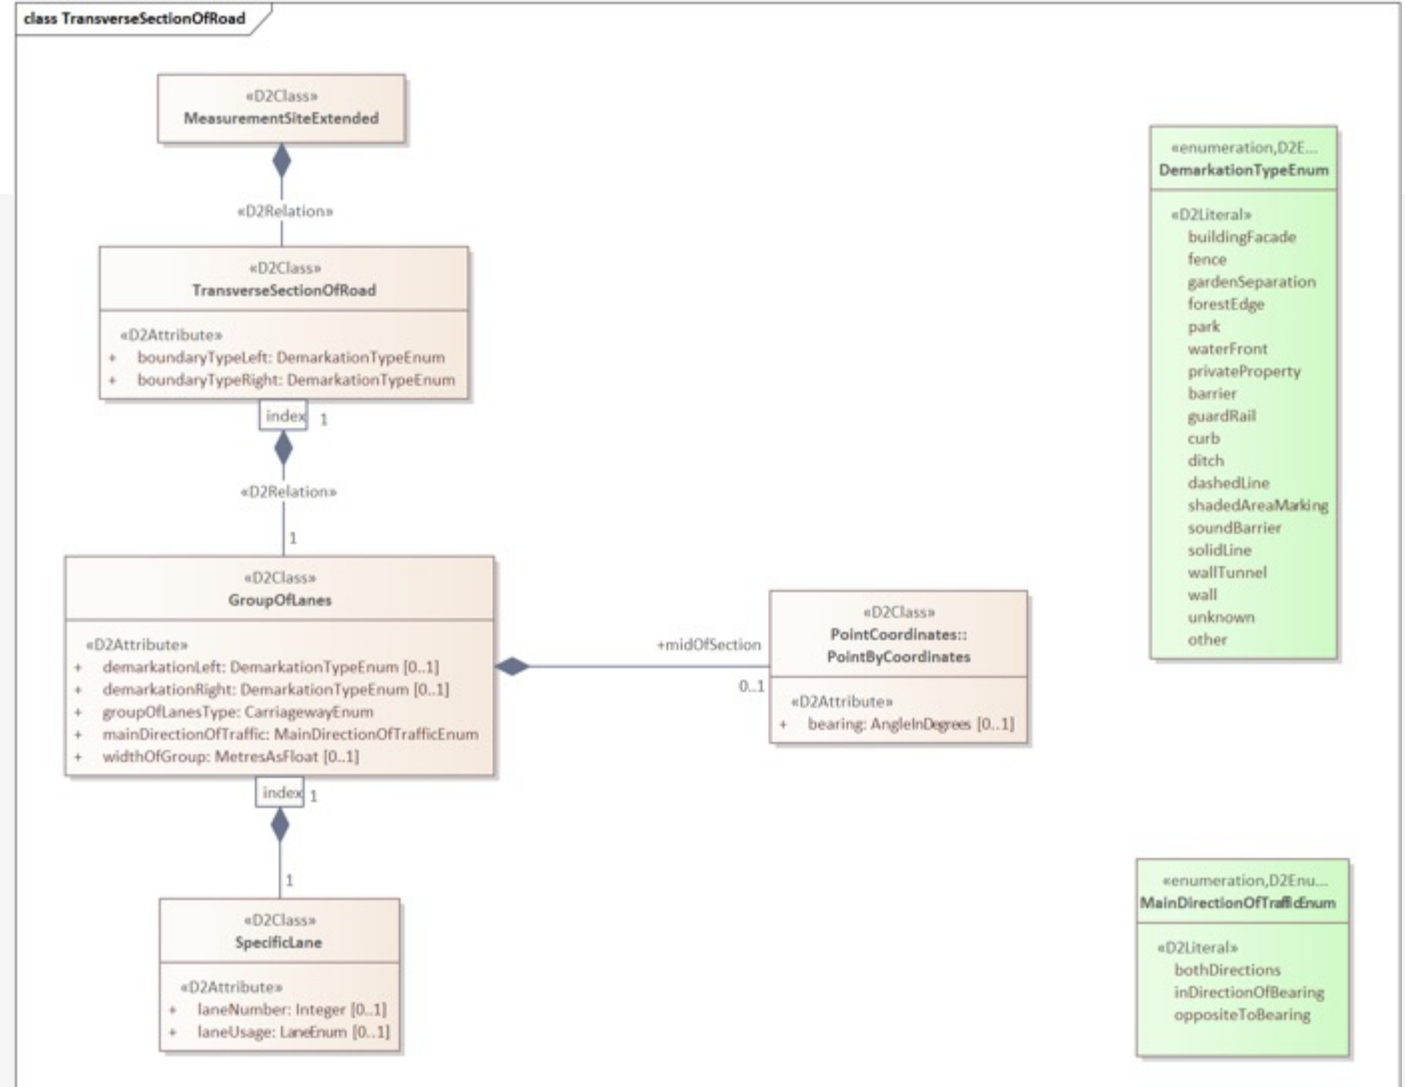 class TransverseSectionOfRoad
«D2Class»
MeasurementSiteExtended
«D2Relation»
«D2Class»
TransverseSectionOfRoad
«D2Attribute»
+ boundaryTypeLeft: DemarkationTypeEnum
+ boundaryTypeRight: DemarkationTypeEnum
index 1
«D2Relation»
1
«D2Class»
GroupOfLanes
«D2Attribute»
+ demarkationLeft: DemarkationTypeEnum [0..1]
+ demarkationRight: DemarkationTypeEnum [0..1]
+ groupOfLanesType: CarriagewayEnum
+ mainDirectionOfTraffic: MainDirectionOfTrafficEnum
+ widthOfGroup: MetresAsFloat [0..1]
+midOfSection
0..1
«D2Class»
PointCoordinates::
PointByCoordinates
«D2Attribute»
+ bearing: AngleInDegrees [0..1]
index 1
1
«D2Class»
SpecificLane
«D2Attribute»
+ laneNumber: Integer [0..1]
+ laneUsage: LaneEnum [0..1]
«enumeration,D2E...
DemarkationTypeEnum
«D2Literal»
buildingFacade
fence
gardenSeparation
forestEdge
park
waterFront
privateProperty
barrier
guardRail
curb
ditch
dashedLine
shadedAreaMarking
soundBarrier
solidLine
wallTunnel
wall
unknown
other
«enumeration,D2Enu...
MainDirectionOfTrafficEnum
«D2Literal»
bothDirections
inDirectionOfBearing
oppositeToBearing